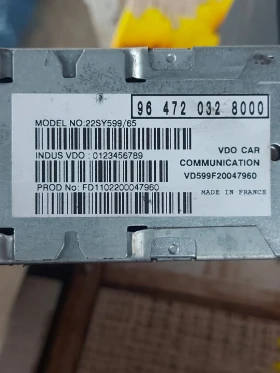 96 472 032 8000
MODEL NO:22SY599/65
INDUS VDO : 0123456789
VDO CAR
COMMUNICATION
VD599F20047960
PROD No: FD1102200047960
MADE IN FRANCE